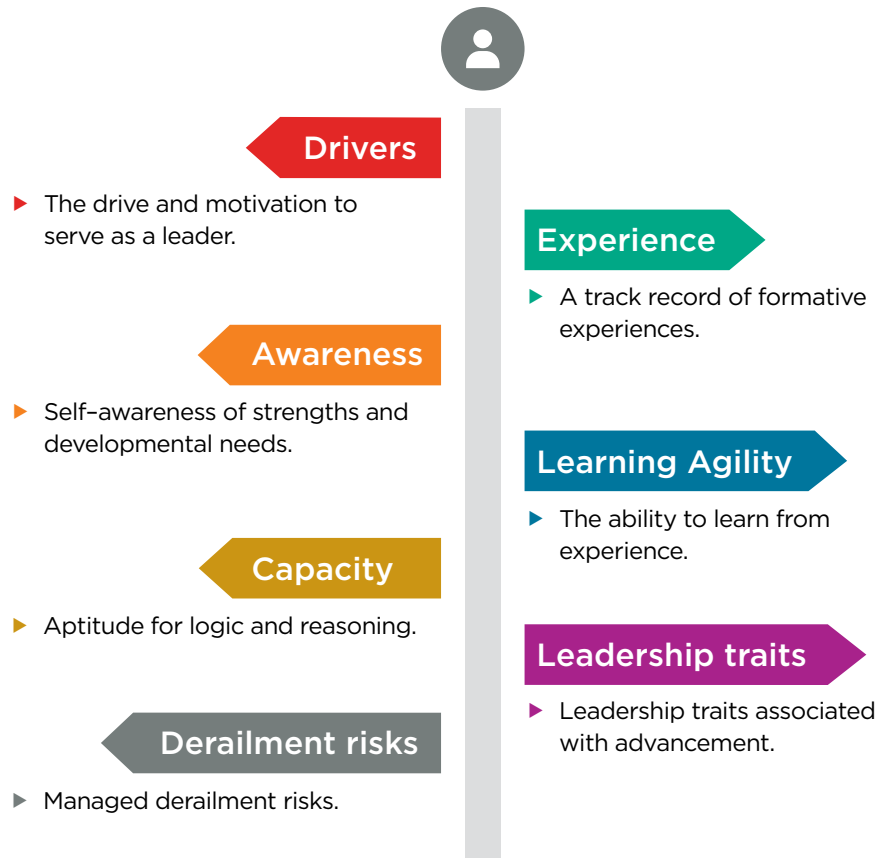 Drivers
The drive and motivation to
serve as a leader.
Experience
A track record of formative
experiences.
Awareness
Self–awareness of strengths and
developmental needs.
Learning Agility
The ability to learn from
experience.
Capacity
Aptitude for logic and reasoning.
Leadership traits
Leadership traits associated
with advancement.
Derailment risks
Managed derailment risks.